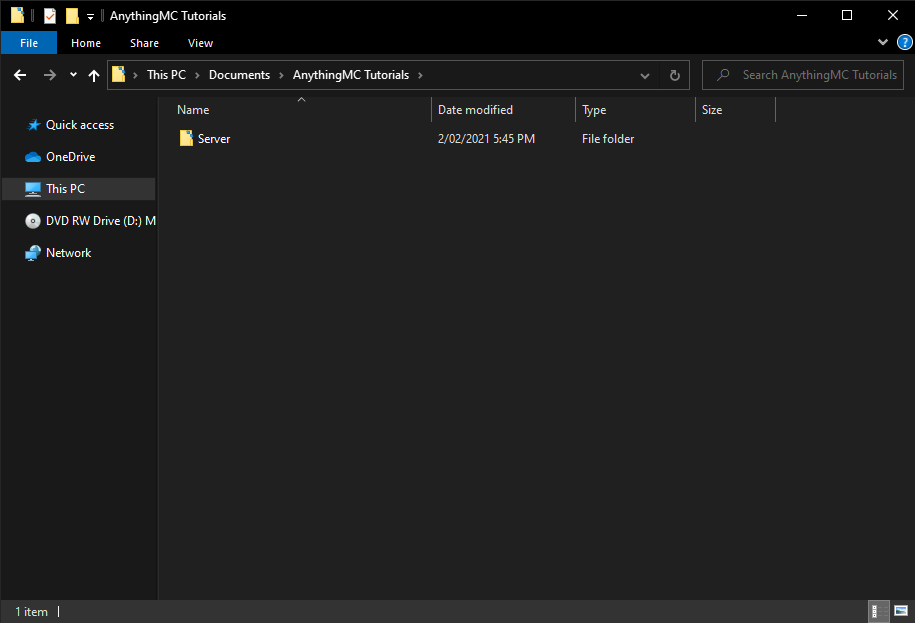 AnythingMC Tutorials
File Home Share View
This PC Documents AnythingMC Tutorials Search AnythingMC Tutorials
Name Date modified Type Size
Quick access
Server 2/02/2021 5:45 PM File folder
OneDrive
This PC
DVD RW Drive (D:) M
Network
1 item